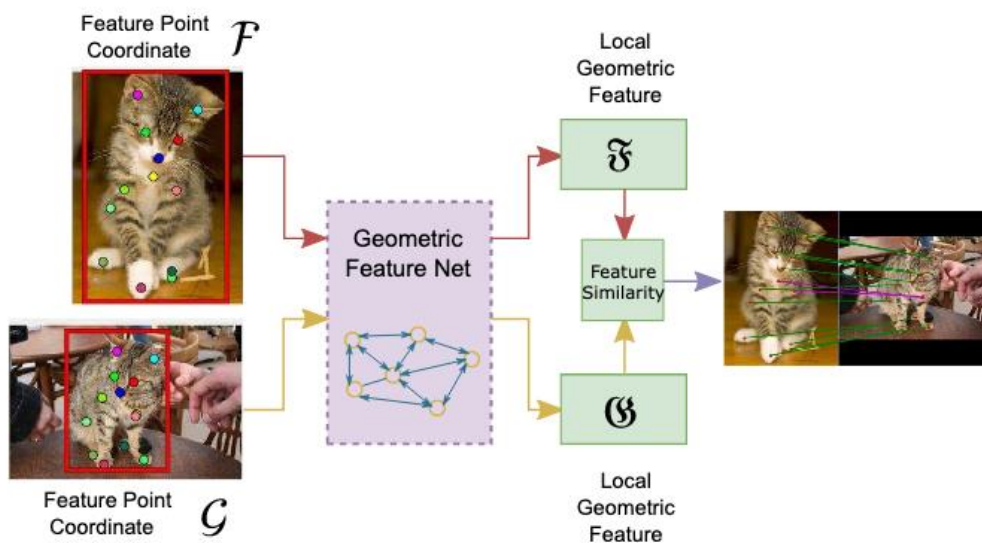 Feature Point
Coordinate
ℱ
Local
Geometric
Feature
𝔉
Geometric
Feature Net
Feature
Similarity
𝔊
Feature Point
Coordinate
𝒢
Local
Geometric
Feature